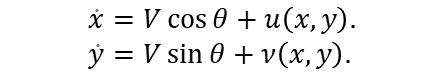 ẋ = V cos θ + u(x, y).
ẏ = V sin θ + ν(x, y).